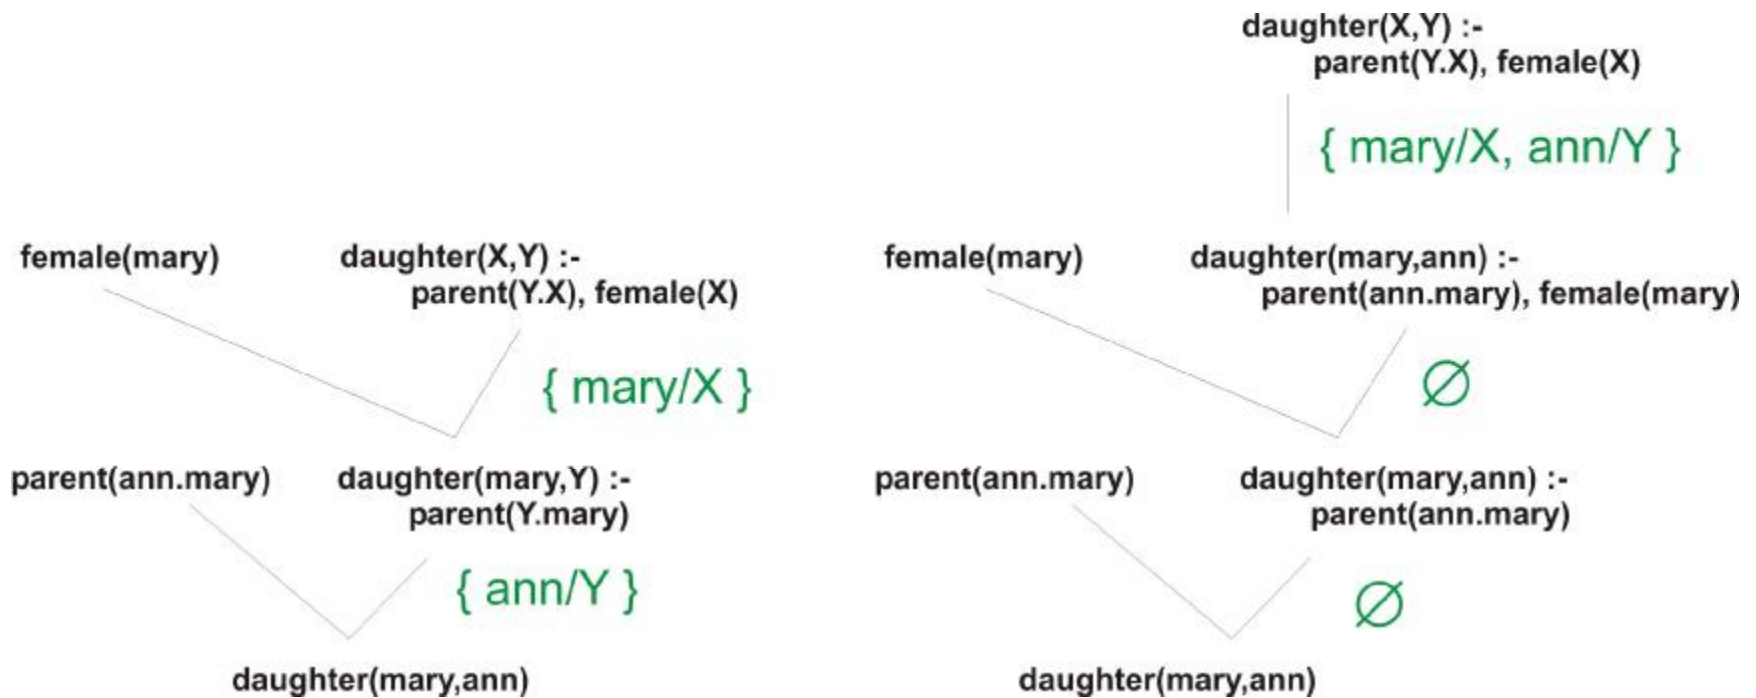 female(mary)
daughter(X,Y) :-
parent(Y.X), female(X)
{ mary/X }
parent(ann.mary)
daughter(mary,Y) :-
parent(Y.mary)
{ ann/Y }
daughter(mary,ann)
daughter(X,Y) :-
parent(Y.X), female(X)
{ mary/X, ann/Y }
female(mary)
daughter(mary,ann) :-
parent(ann.mary), female(mary)
∅
parent(ann.mary)
daughter(mary,ann) :-
parent(ann.mary)
∅
daughter(mary,ann)